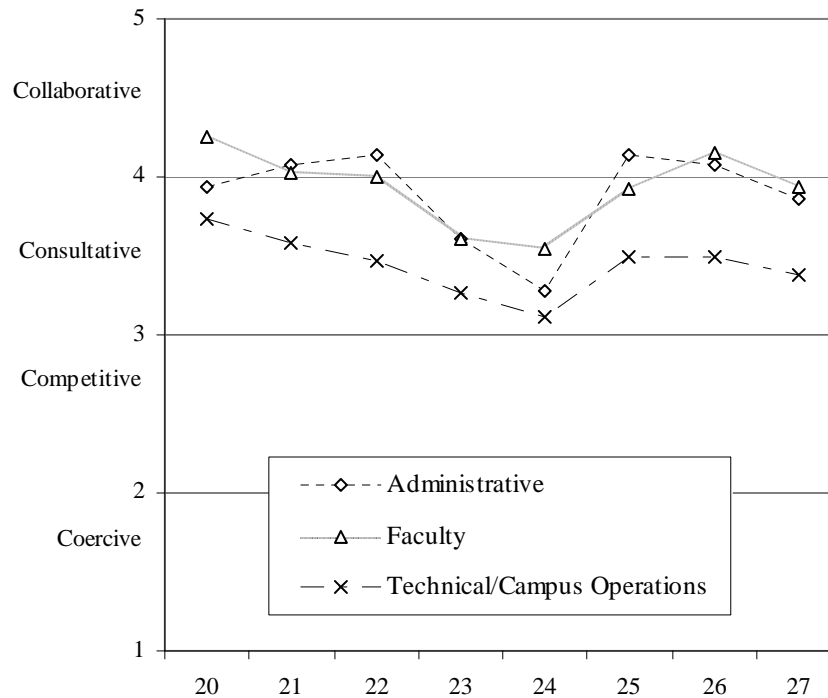 5
Collaborative
4
Consultative
3
Competitive
2
Coercive
1
Administrative
Faculty
Technical/Campus Operations
20 21 22 23 24 25 26 27